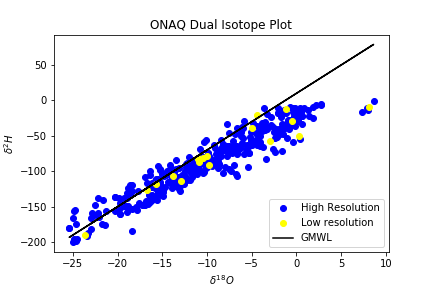 ONAQ Dual Isotope Plot
δ²H
50
0
−50
−100
−150
−200
−25 −20 −15 −10 −5 0 5 10
δ¹⁸O
High Resolution
Low resolution
GMWL